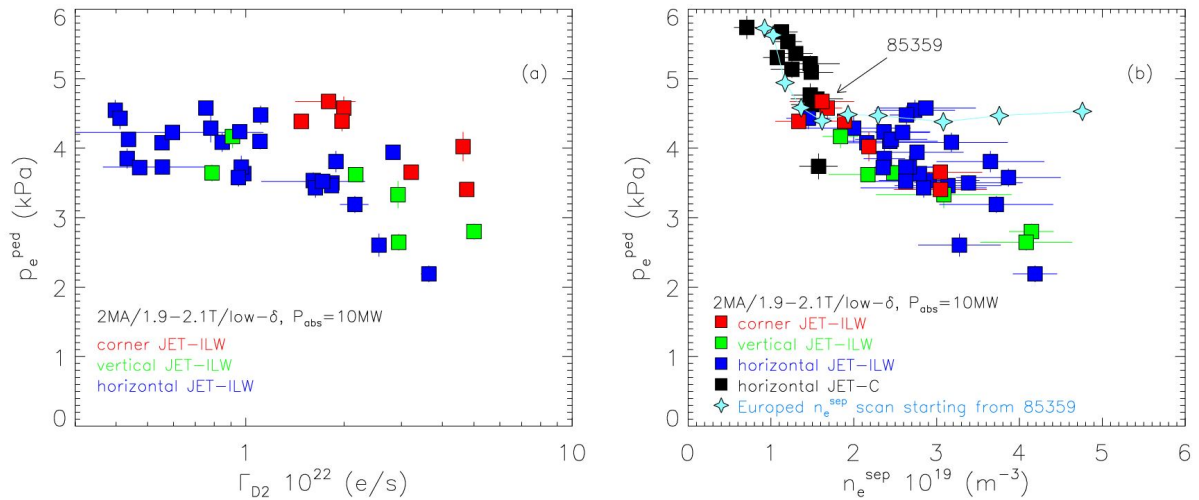 6
5
4
3
2
1
0
p_e^ped (kPa)
(a)
2MA/1.9−2.1T/low−δ, P_abs=10MW
corner JET−ILW
vertical JET−ILW
horizontal JET−ILW
1
10
Γ_D2 10^22 (e/s)
6
5
4
3
2
1
0
p_e^ped (kPa)
85359
(b)
2MA/1.9−2.1T/low−δ, P_abs=10MW
corner JET−ILW
vertical JET−ILW
horizontal JET−ILW
horizontal JET−C
Europed n_e^sep scan starting from 85359
0 1 2 3 4 5 6
n_e^sep 10^19 (m^−3)